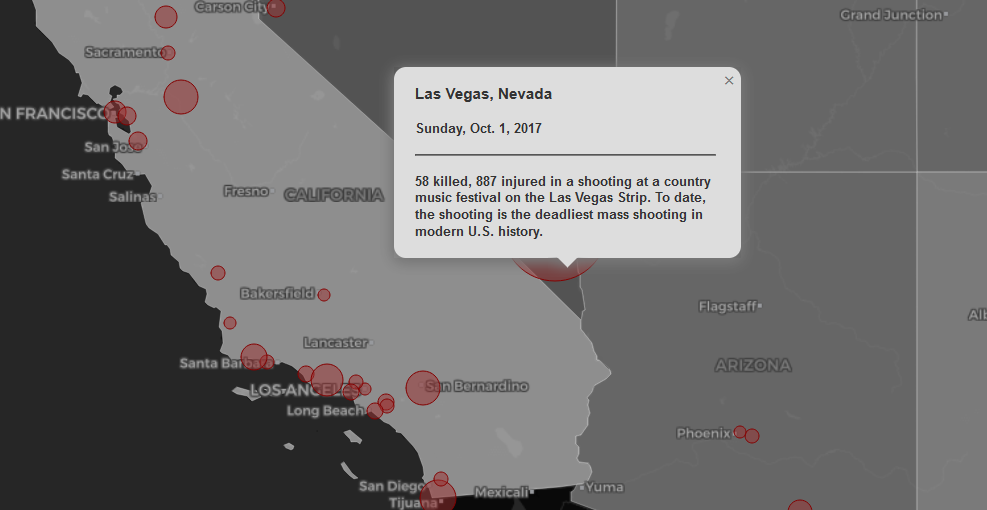 Carson City
Grand Junction
Sacramento
×
Las Vegas, Nevada
Sunday, Oct. 1, 2017
N FRANCISCO
San Jose
Santa Cruz
Salinas
Fresno
CALIFORNIA
58 killed, 887 injured in a shooting at a country
music festival on the Las Vegas Strip. To date,
the shooting is the deadliest mass shooting in
modern U.S. history.
Bakersfield
Flagstaff
Alb
Lancaster
Santa Barbara
ARIZONA
LOS ANGELES
San Bernardino
Long Beach
Phoenix
San Diego
Mexicali
Yuma
Tijuana